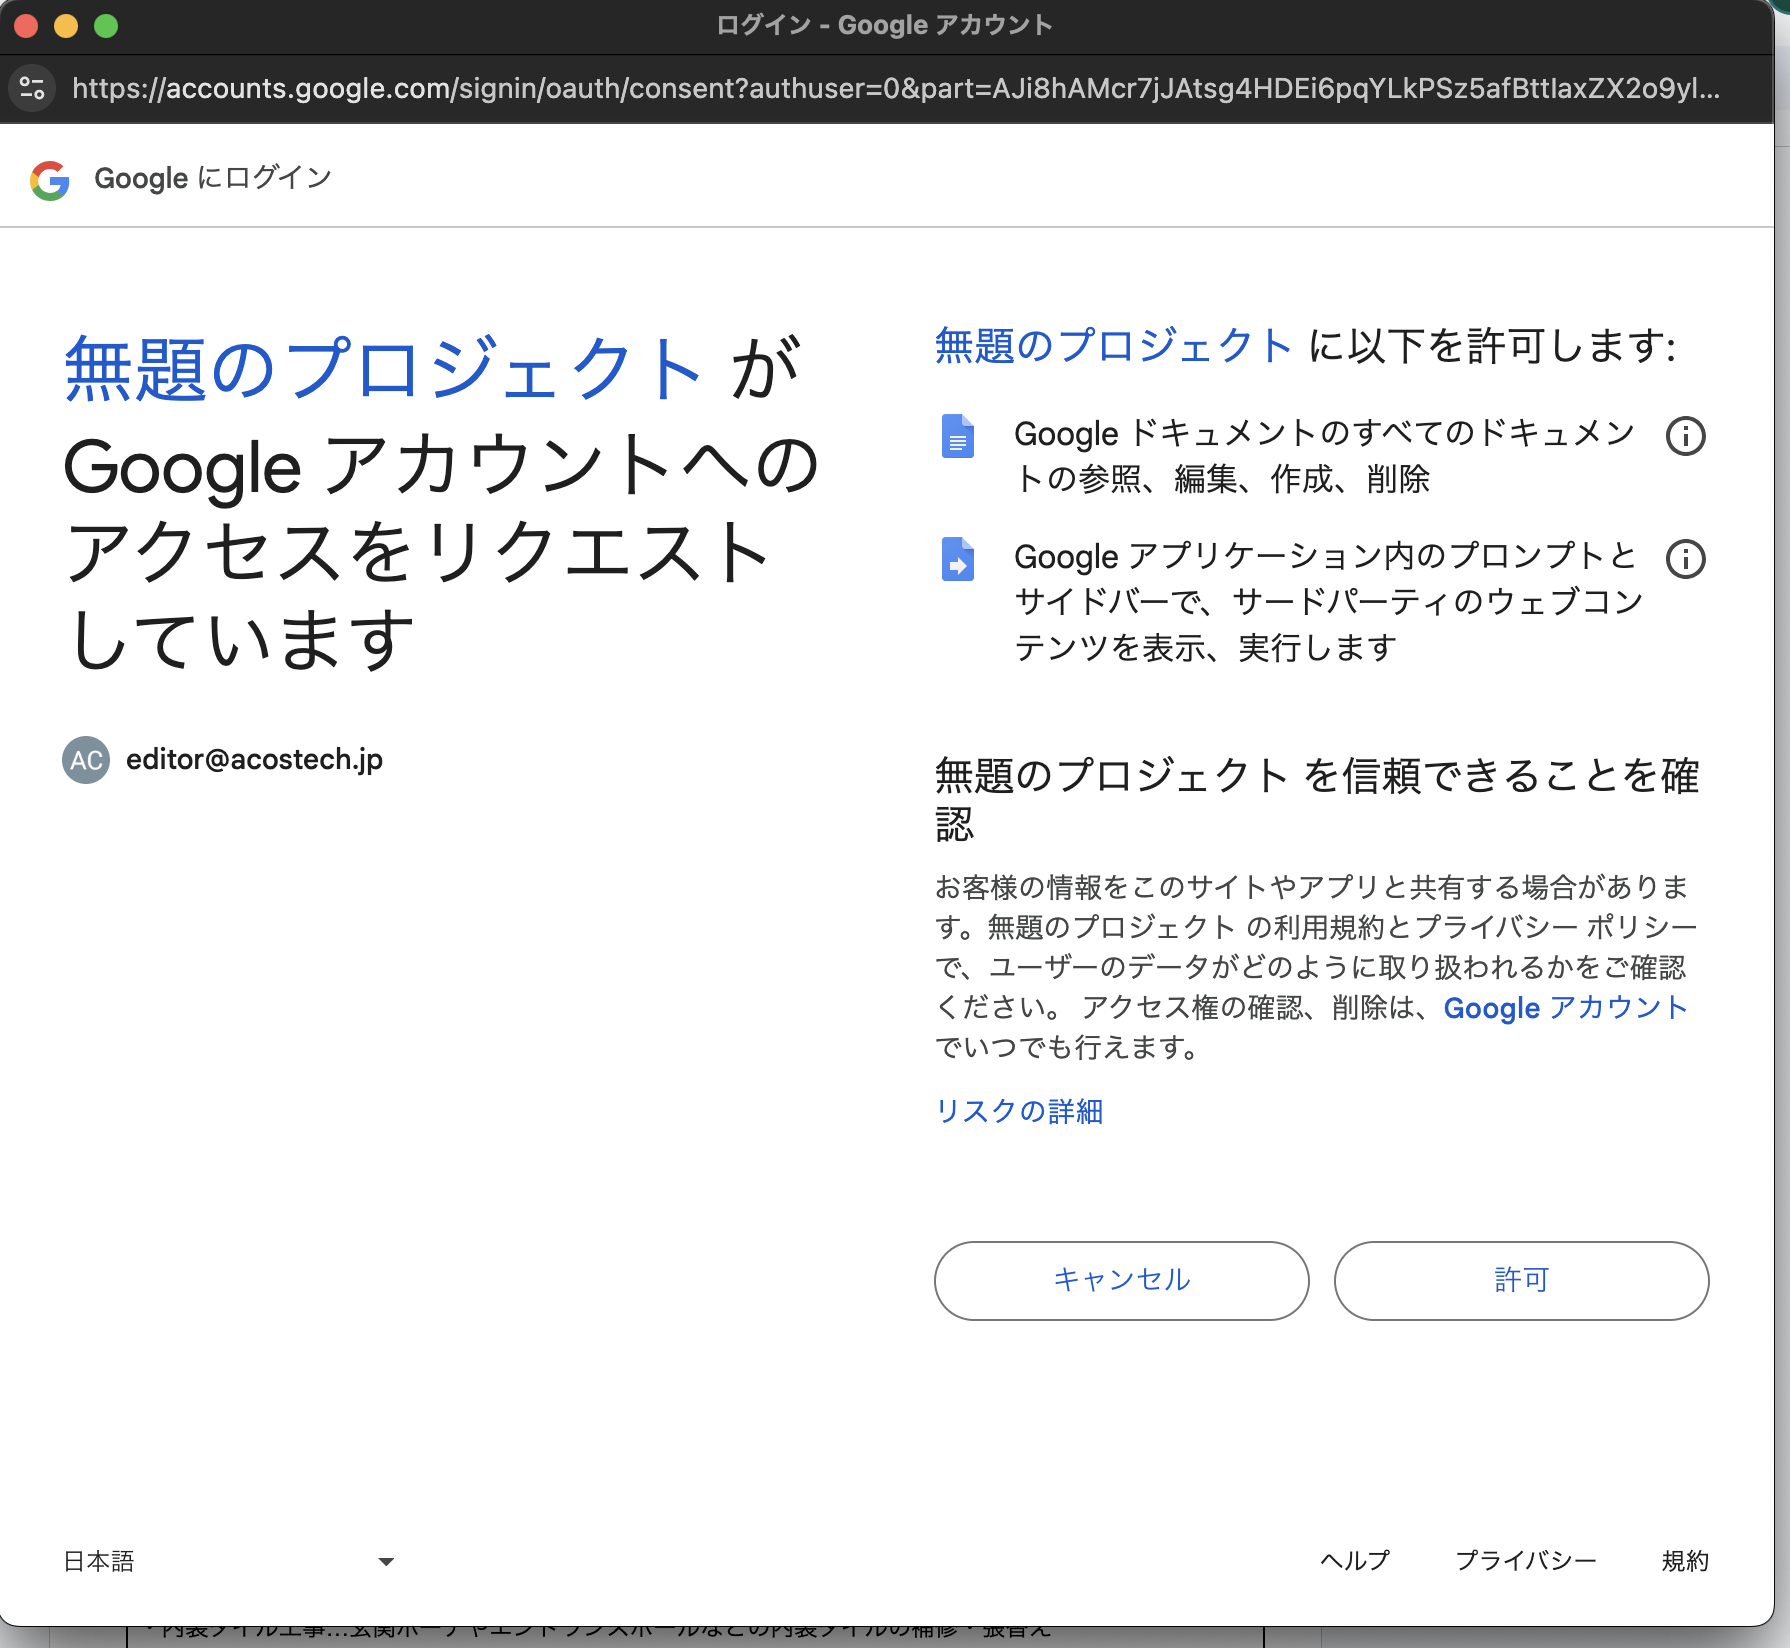 ログイン - Google アカウント
https://accounts.google.com/signin/oauth/consent?authuser=0&part=AJi8hAMcr7jJAtsg4HDEi6pqYLkPSz5afBttIaxZX2o9yl...
Google にログイン
無題のプロジェクト が
Google アカウントへの
アクセスをリクエスト
しています
AC editor@acostech.jp
無題のプロジェクト に以下を許可します:
Google ドキュメントのすべてのドキュメン
トの参照、編集、作成、削除
Google アプリケーション内のプロンプトと
サイドバーで、サードパーティのウェブコン
テンツを表示、実行します
無題のプロジェクト を信頼できることを確
認
お客様の情報をこのサイトやアプリと共有する場合がありま
す。無題のプロジェクト の利用規約とプライバシー ポリシー
で、ユーザーのデータがどのように取り扱われるかをご確認
ください。 アクセス権の確認、削除は、Google アカウント
でいつでも行えます。
リスクの詳細
キャンセル
許可
日本語
ヘルプ
プライバシー
規約